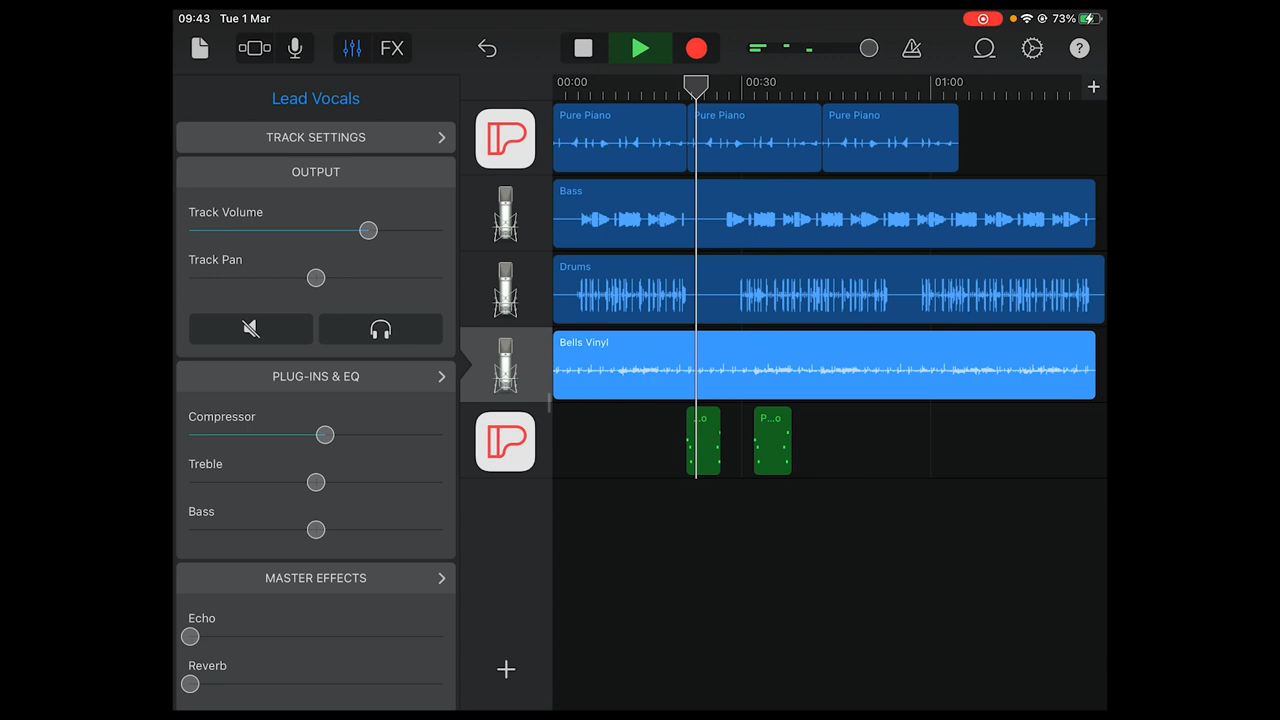 09:43 Tue 1 Mar
73%
FX
?
Lead Vocals
TRACK SETTINGS
OUTPUT
Track Volume
Track Pan
PLUG-INS & EQ
Compressor
Treble
Bass
MASTER EFFECTS
Echo
Reverb
00:00 00:30 01:00
Pure Piano Pure Piano Pure Piano
Bass
Drums
Bells Vinyl
...o P...o